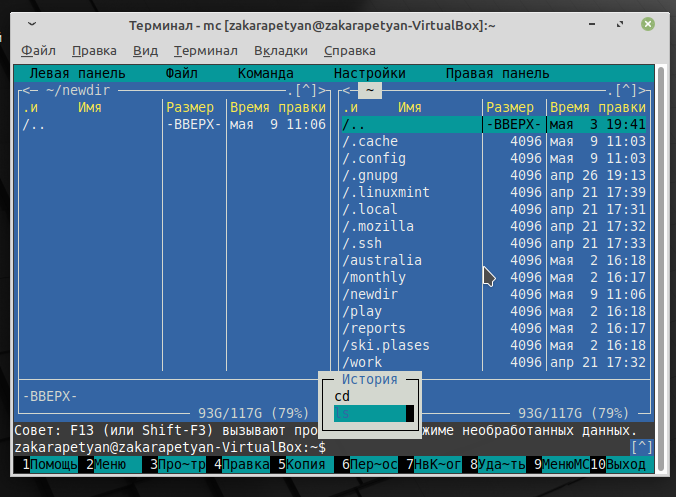 Терминал - mc [zakarapetyan@zakarapetyan-VirtualBox]:~
Файл Правка Вид Терминал Вкладки Справка
Левая панель Файл Команда Настройки Правая панель
<─ ~/newdir .[^]> <─ ~ .[^]>
.и Имя Размер Время правки .и Имя Размер Время правки
/.. -ВВЕРХ- мая 9 11:06 /.. -ВВЕРХ- мая 3 19:41
/.cache 4096 мая 9 11:03
/.config 4096 мая 9 11:03
/.gnupg 4096 апр 26 19:13
/.linuxmint 4096 апр 21 17:39
/.local 4096 апр 21 17:31
/.mozilla 4096 апр 21 17:32
/.ssh 4096 апр 21 17:33
/australia 4096 мая 2 16:18
/monthly 4096 мая 2 16:17
/newdir 4096 мая 9 11:06
/play 4096 мая 2 16:18
/reports 4096 мая 2 16:17
/ski.plases 4096 мая 2 16:18
/work 4096 апр 21 17:32
История
cd
ls
-ВВЕРХ-
93G/117G (79%) 93G/117G (79%)
Совет: F13 (или Shift-F3) вызывают про жиме необработанных данных.
zakarapetyan@zakarapetyan-VirtualBox:~$ [^]
1Помощь 2Меню 3Про~тр 4Правка 5Копия 6Пер~ос 7НвК~ог 8Уда~ть 9МенюМС 10Выход